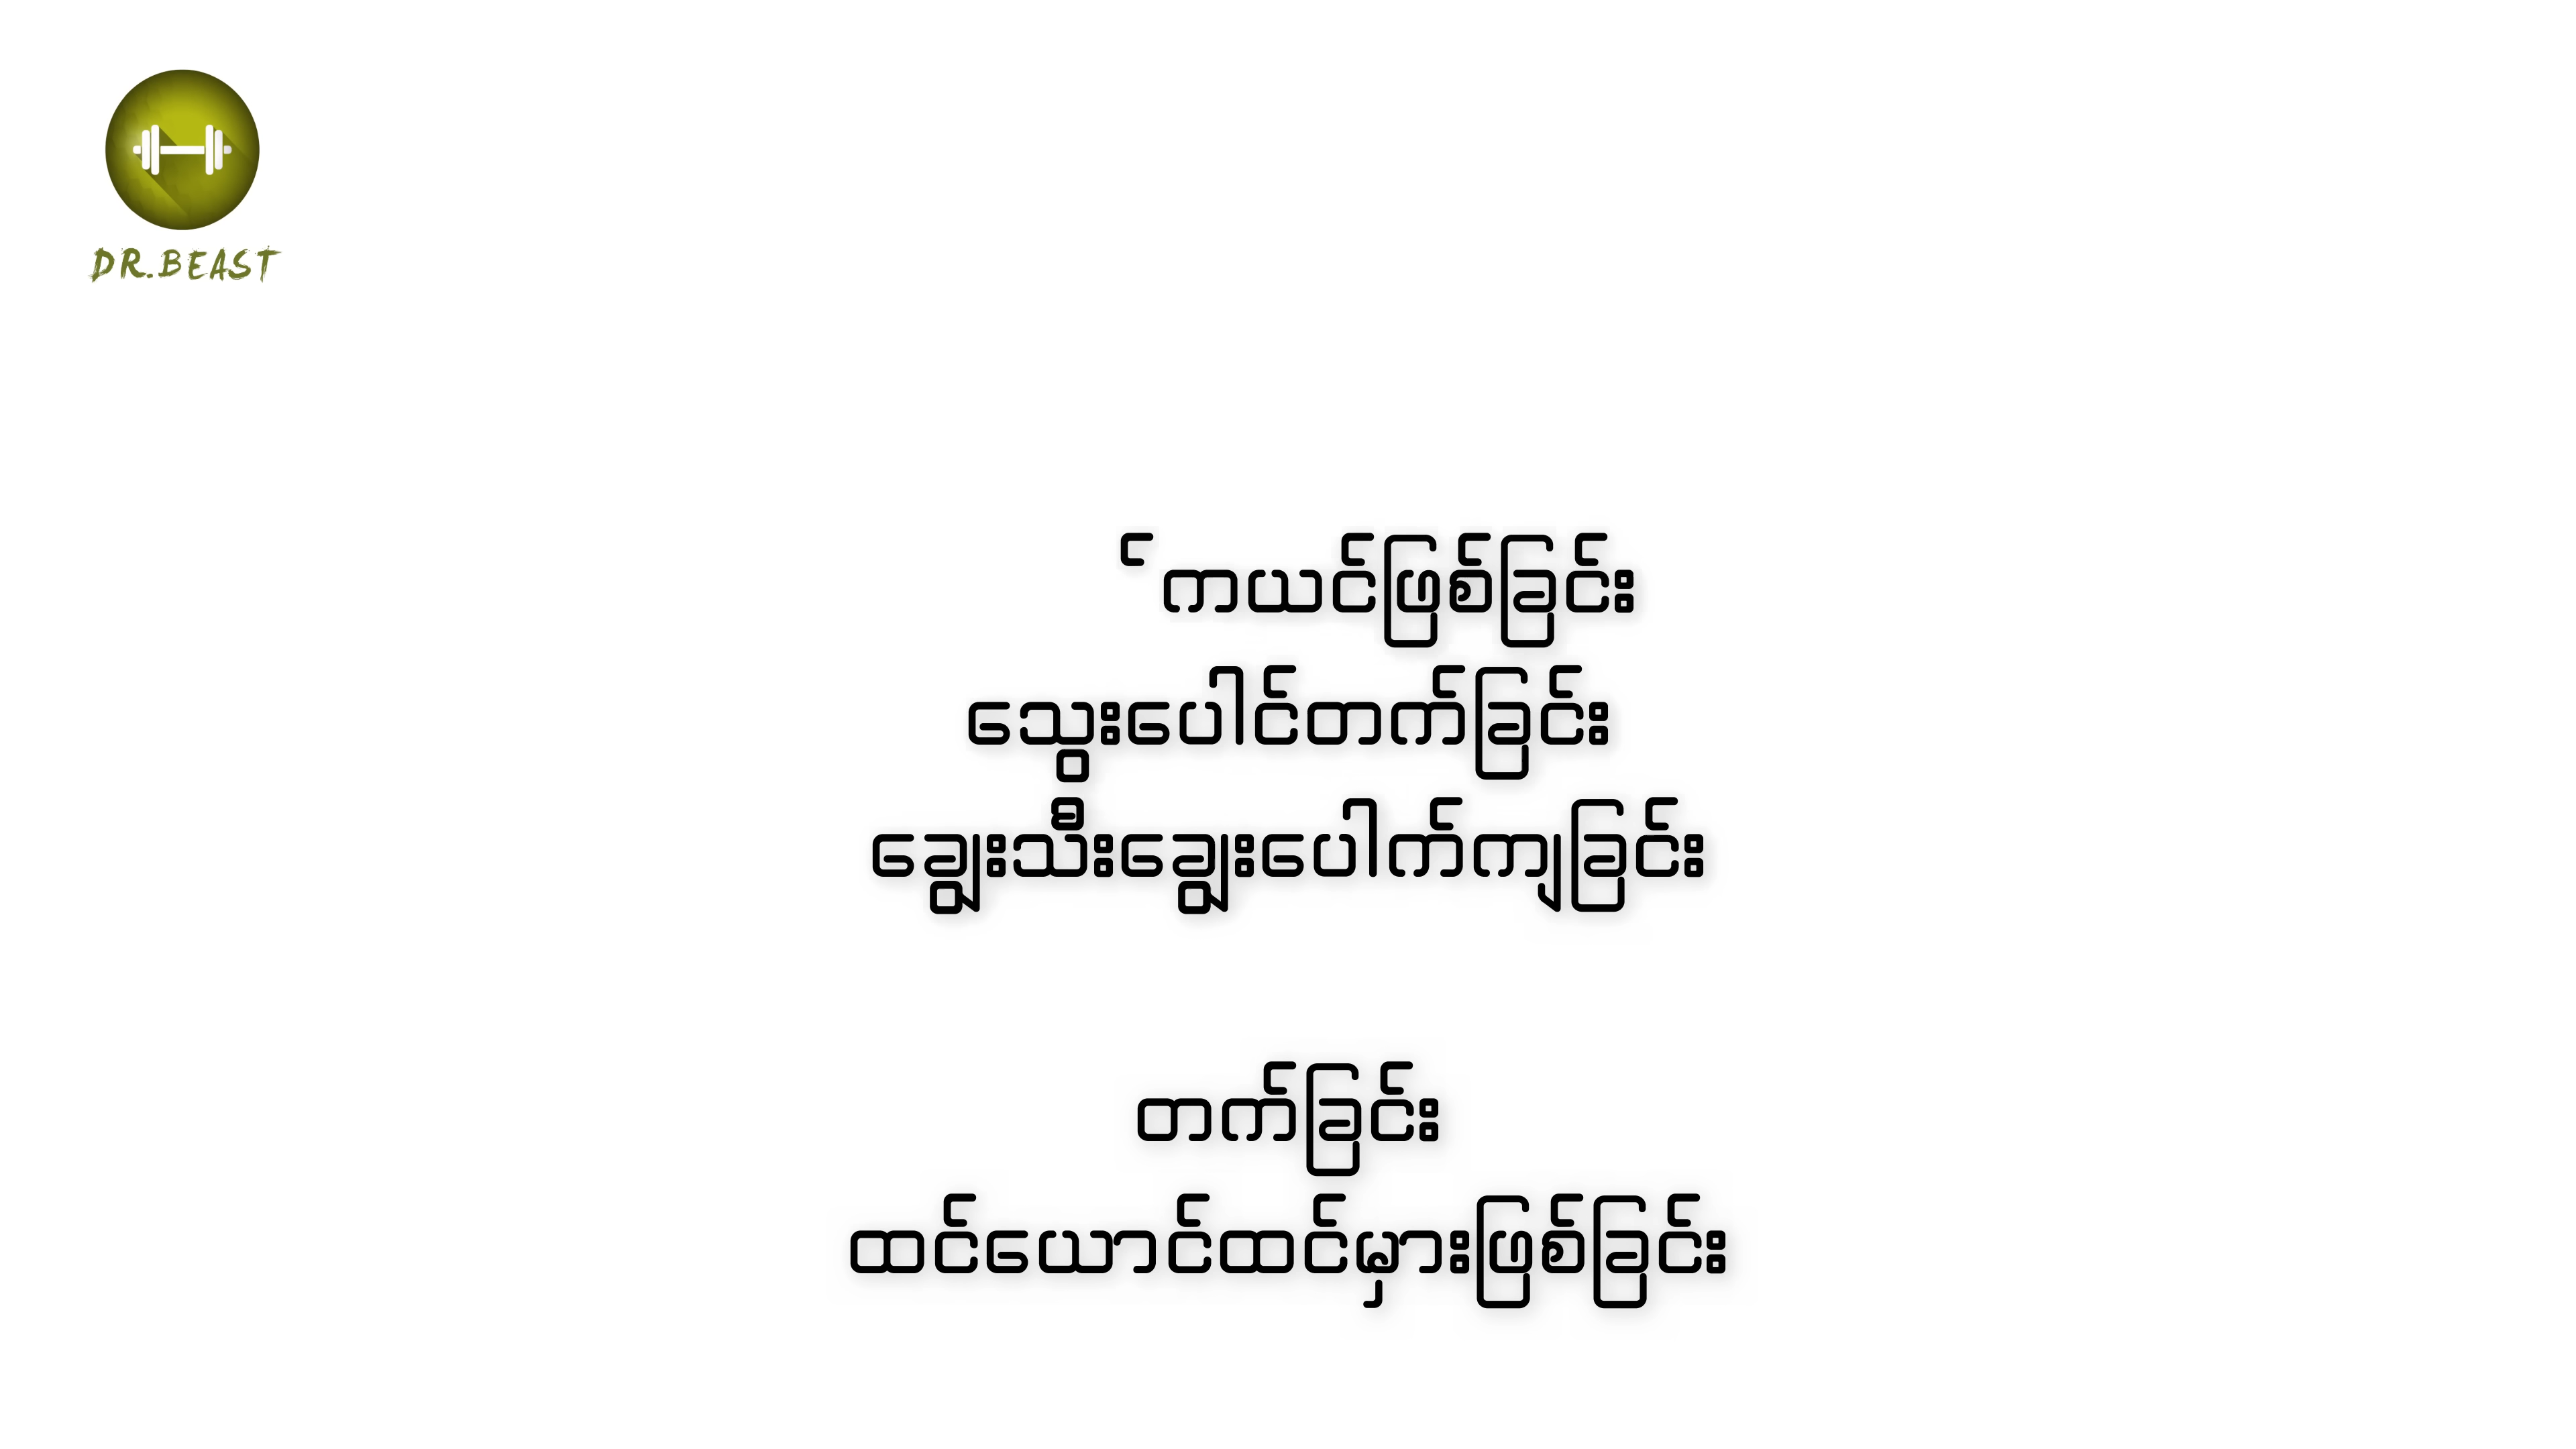 DR.BEAST
် ကယင်ဖြစ်ခြင်း
သွေးပေါင်တက်ခြင်း
ချွေးသီးချွေးပေါက်ကျခြင်း
တက်ခြင်း
ထင်ယောင်ထင်မှားဖြစ်ခြင်း